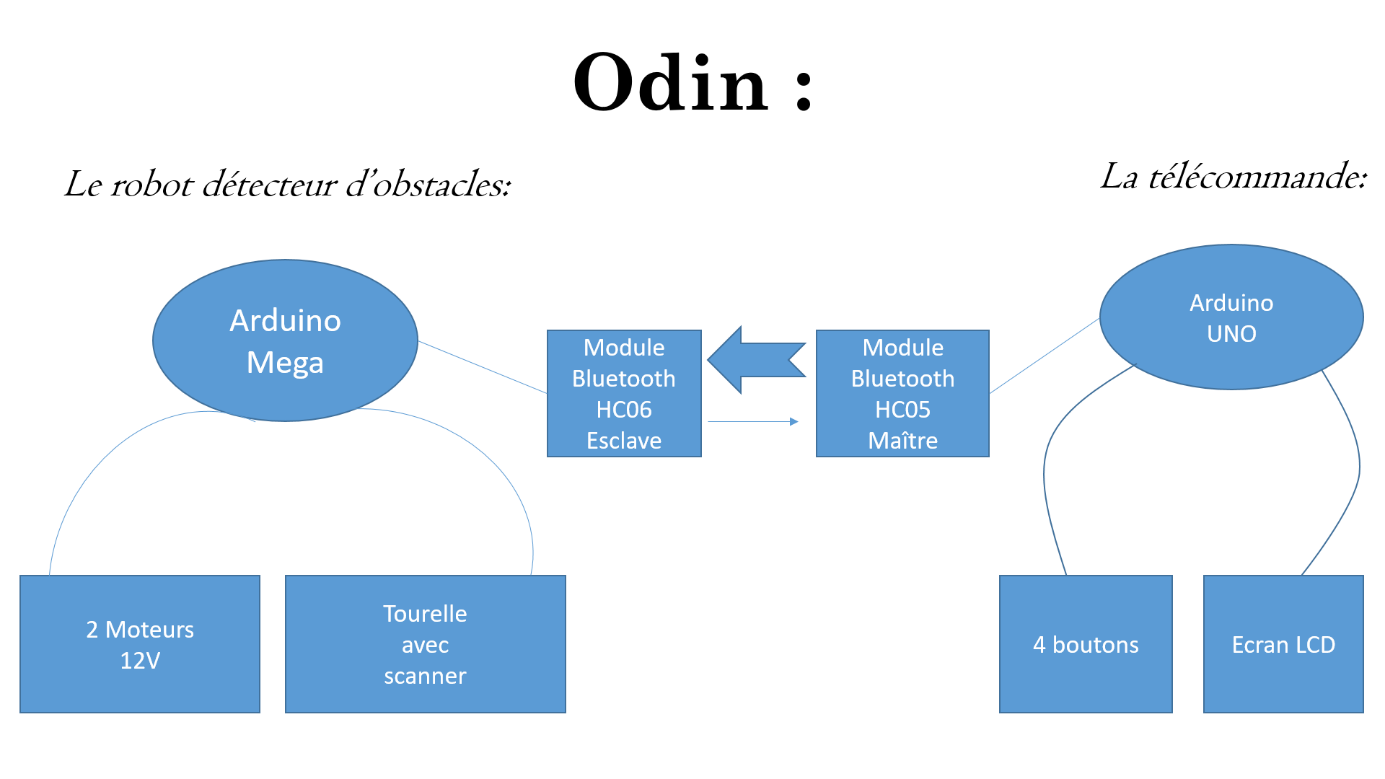 Odin :
Le robot détecteur d’obstacles:
La télécommande:
Arduino
Mega
Module
Bluetooth
HC06
Esclave
Module
Bluetooth
HC05
Maître
Arduino
UNO
2 Moteurs
12V
Tourelle
avec
scanner
4 boutons
Ecran LCD